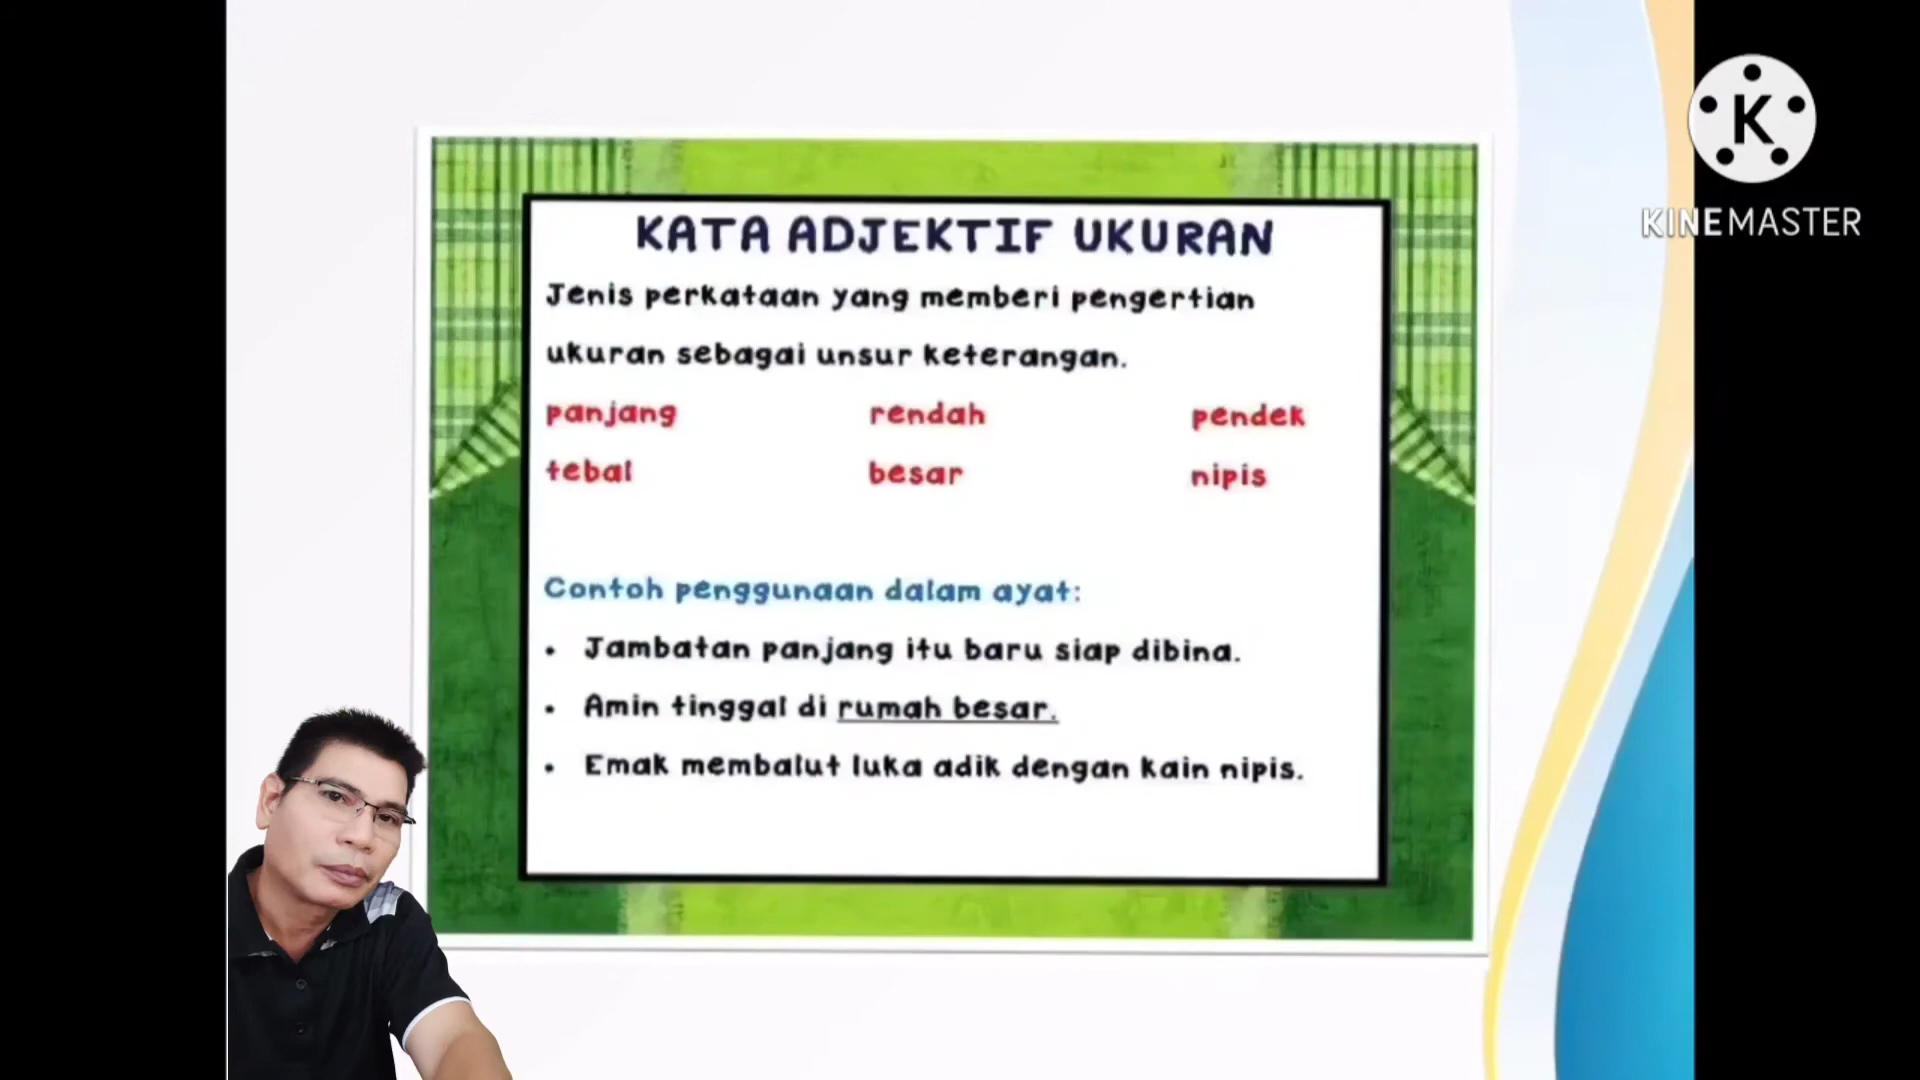 KATA ADJEKTIF UKURAN
Jenis perkataan yang memberi pengertian
ukuran sebagai unsur keterangan.
panjang rendah pendek
tebal besar nipis
Contoh penggunaan dalam ayat:
• Jambatan panjang itu baru siap dibina.
• Amin tinggal di rumah besar.
• Emak membalut luka adik dengan kain nipis.
K
KINEMASTER